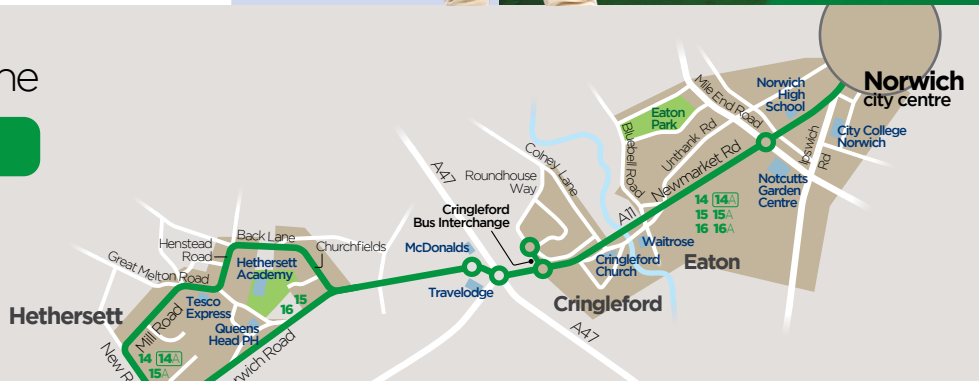 Norwich
city centre
Mile End Road
Norwich
High
School
City College
Norwich
Ipswich
Rd
Eaton
Park
Unthank Rd
Newmarket Rd
Bluebell Road
Notcutts
Garden
Centre
14 14A
15 15A
16 16A
Colney Lane
A47
Roundhouse
Way
Cringleford
Bus Interchange
A11
Waitrose
Eaton
Cringleford
Church
McDonalds
Travelodge
Cringleford
A47
Henstead
Road
Back Lane
Churchfields
Great Melton Road
Hethersett
Academy
Tesco
Express
15
16
Queens
Head PH
Hethersett
Mill Road
14 14A
15A